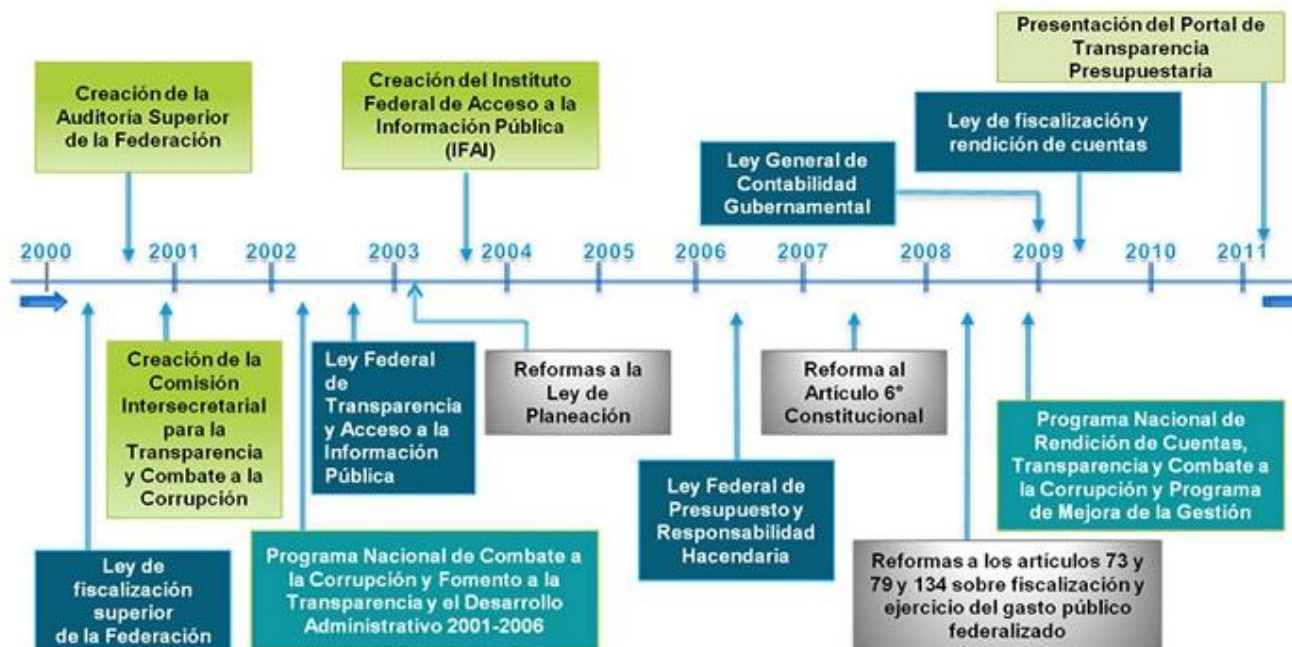 Presentación del Portal de
Transparencia
Presupuestaria
Creación de la
Auditoría Superior
de la Federación
Creación del Instituto
Federal de Acceso a la
Información Pública
(IFAI)
Ley de fiscalización y
rendición de cuentas
Ley General de
Contabilidad
Gubernamental
2000
2001
2002
2003
2004
2005
2006
2007
2008
2009
2010
2011
Creación de la
Comisión
Intersecretarial
para la
Transparencia
y Combate a la
Corrupción
Ley Federal
de
Transparencia
y Acceso a la
Información
Pública
Reformas a la
Ley de
Planeación
Reforma al
Artículo 6°
Constitucional
Programa Nacional de
Rendición de Cuentas,
Transparencia y Combate a
la Corrupción y Programa
de Mejora de la Gestión
Ley Federal de
Presupuesto y
Responsabilidad
Hacendaria
Ley de
fiscalización
superior
de la Federación
Programa Nacional de Combate a
la Corrupción y Fomento a la
Transparencia y el Desarrollo
Administrativo 2001-2006
Reformas a los artículos 73 y
79 y 134 sobre fiscalización y
ejercicio del gasto público
federalizado